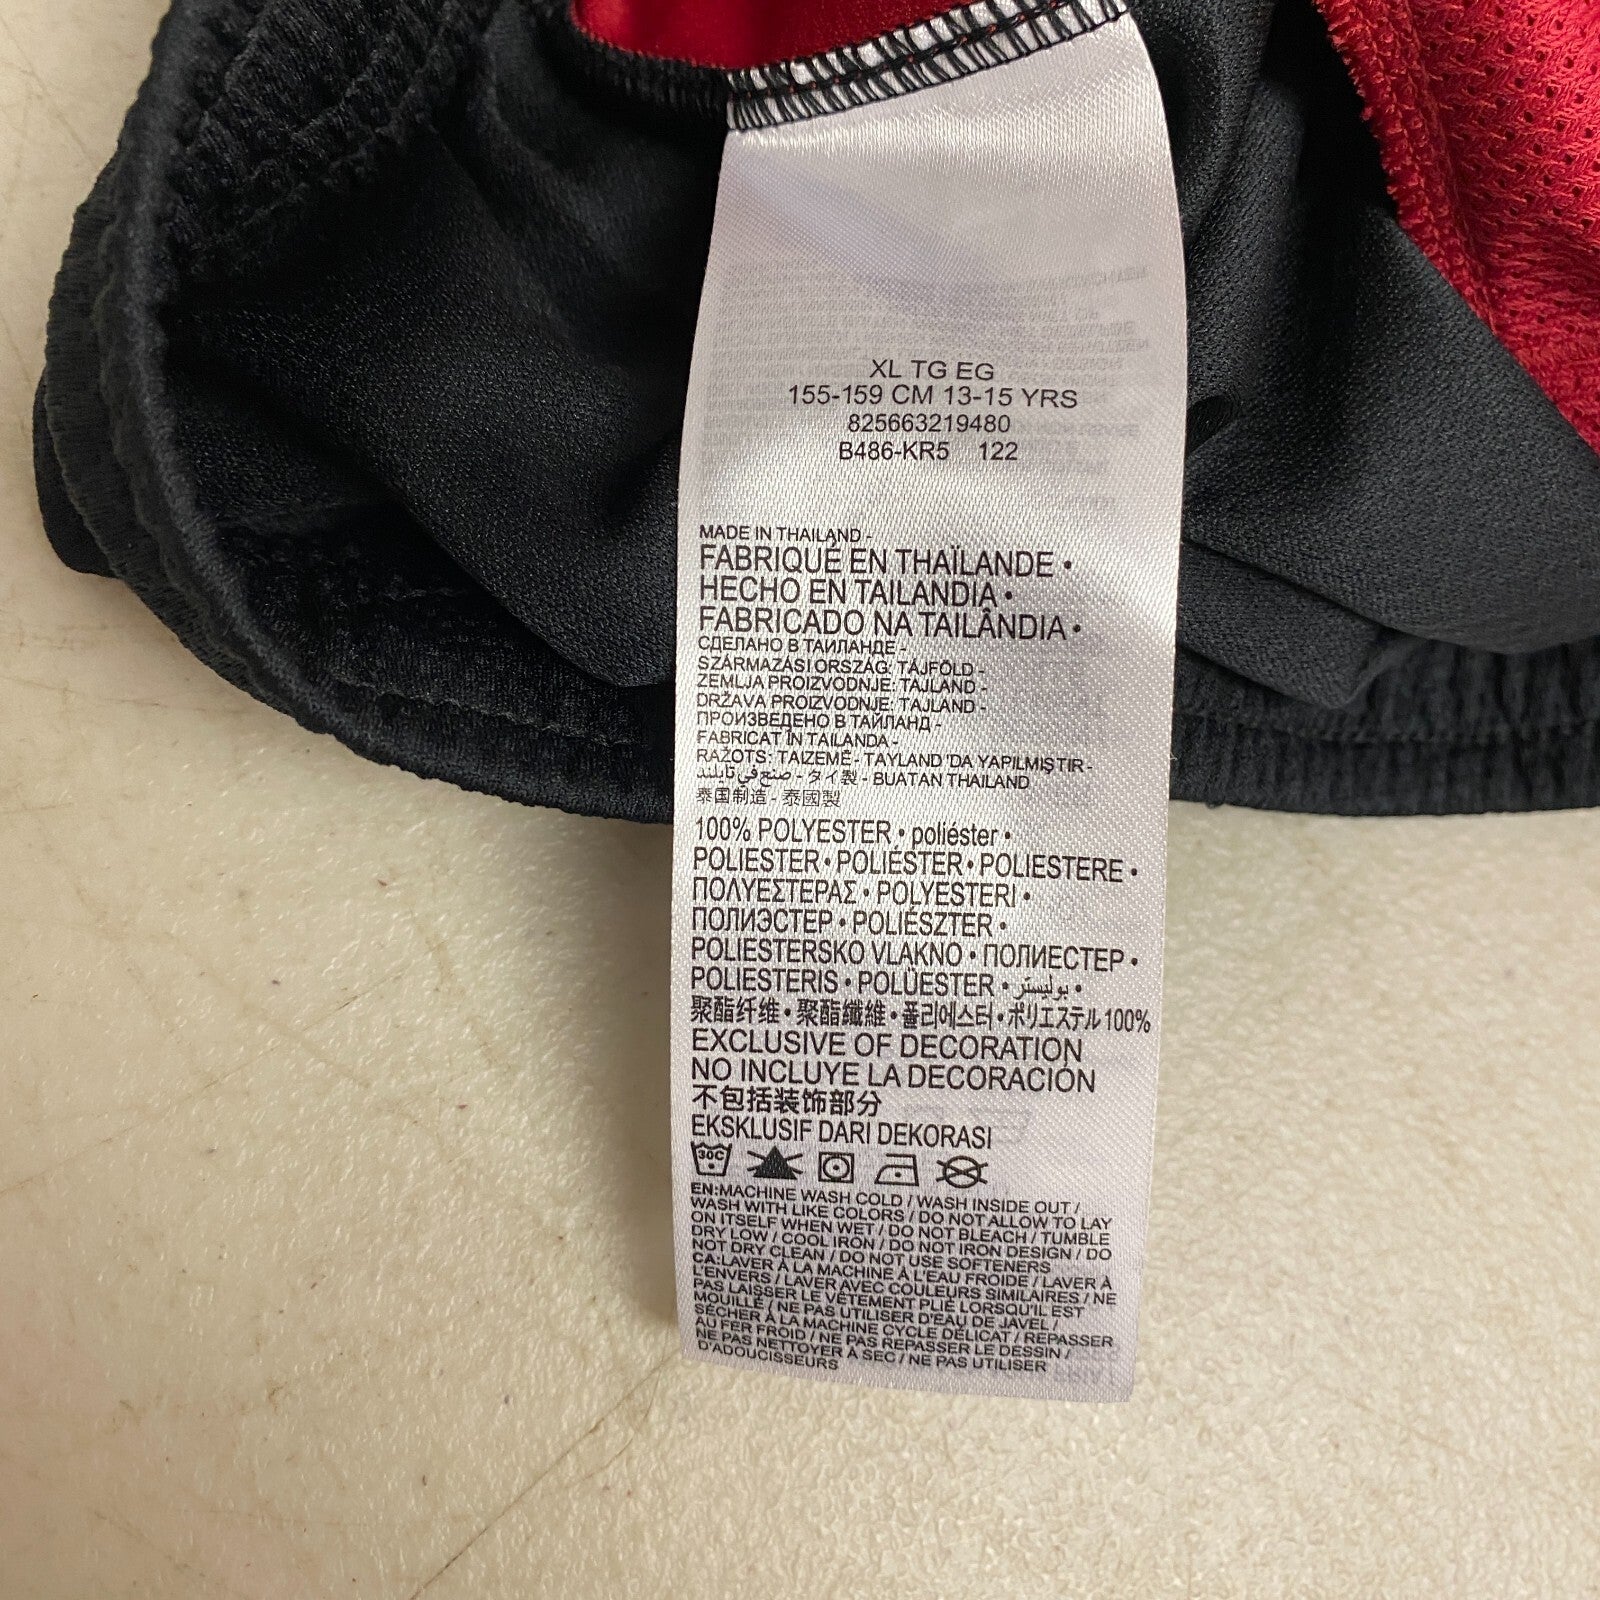 XL TG EG
155-159 CM 13-15 YRS
825663219480
B486-KR5 122
MADE IN THAILAND -
FABRIQUÉ EN THAÏLANDE •
HECHO EN TAILANDIA •
FABRICADO NA TAILÂNDIA •
СДЕЛАНО В ТАИЛАНДЕ -
SZÁRMAZÁSI ORSZÁG: TÁJFÖLD -
ZEMLJA PROIZVODNJE: TAJLAND -
DRŽAVA PROIZVODNJE: TAJLAND -
ПРОИЗВЕДЕНО В ТАЙЛАНД -
FABRICAT ÎN TAILANDA -
RAŽOTS: TAIZEMĒ - TAYLAND 'DA YAPILMIŞTIR -
صنع في تايلند - タイ製 - BUATAN THAILAND
泰国制造 - 泰國製
100% POLYESTER • poliéster •
POLIESTER • POLIÉSTER • POLIESTERE •
ΠΟΛΥΕΣΤΕΡΑΣ • POLYESTERI •
ПОЛИЭСТЕР • POLIÉSZTER •
POLIESTERSKO VLAKNO • ПОЛИЕСТЕР •
POLIESTERIS • POLÜESTER • بوليستر •
聚酯纤维 • 聚酯纖維 • 폴리에스터 • ポリエステル 100%
EXCLUSIVE OF DECORATION
NO INCLUYE LA DECORACIÓN
不包括装饰部分
EKSKLUSIF DARI DEKORASI
30C
EN:MACHINE WASH COLD / WASH INSIDE OUT /
WASH WITH LIKE COLORS / DO NOT ALLOW TO LAY
ON ITSELF WHEN WET / DO NOT BLEACH / TUMBLE
DRY LOW / COOL IRON / DO NOT IRON DESIGN / DO
NOT DRY CLEAN / DO NOT USE SOFTENERS
CA:LAVER À LA MACHINE À L'EAU FROIDE / LAVER À
L'ENVERS / LAVER AVEC COULEURS SIMILAIRES / NE
PAS LAISSER LE VÊTEMENT PLIÉ LORSQU'IL EST
MOUILLÉ / NE PAS UTILISER D'EAU DE JAVEL /
SÉCHER À LA MACHINE CYCLE DÉLICAT / REPASSER
AU FER FROID / NE PAS REPASSER LE DESSIN /
NE PAS NETTOYER À SEC / NE PAS UTILISER
D'ADOUCISSEURS